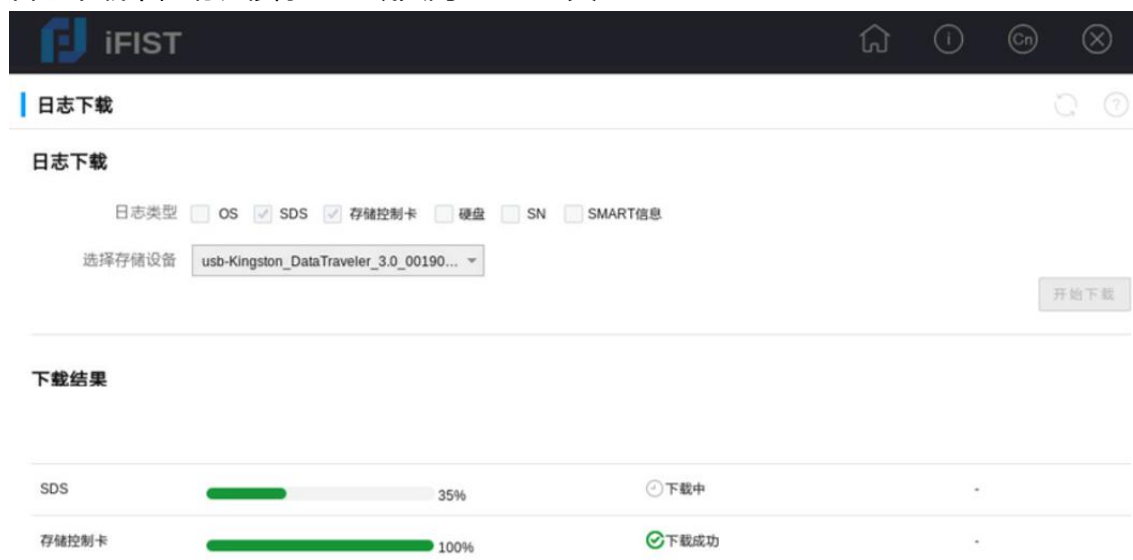 iFIST
Cn
日志下载
日志下载
日志类型 OS SDS 存储控制卡 硬盘 SN SMART信息
选择存储设备 usb-Kingston_DataTraveler_3.0_00190...
开始下载
下载结果
SDS 35% 下载中 -
存储控制卡 100% 下载成功 -